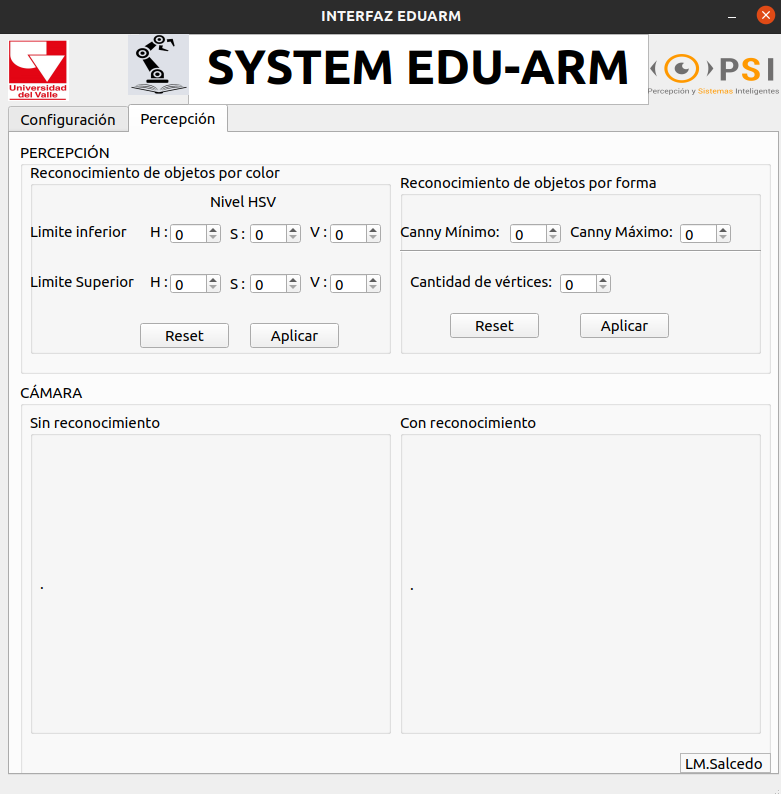 INTERFAZ EDUARM
Universidad
del Valle
SYSTEM EDU-ARM
PSI
Percepción y Sistemas Inteligentes
Configuración
Percepción
PERCEPCIÓN
Reconocimiento de objetos por color
Nivel HSV
Limite inferior H : 0 S : 0 V : 0
Limite Superior H : 0 S : 0 V : 0
Reset Aplicar
Reconocimiento de objetos por forma
Canny Mínimo: 0 Canny Máximo: 0
Cantidad de vértices: 0
Reset Aplicar
CÁMARA
Sin reconocimiento
.
Con reconocimiento
.
LM.Salcedo